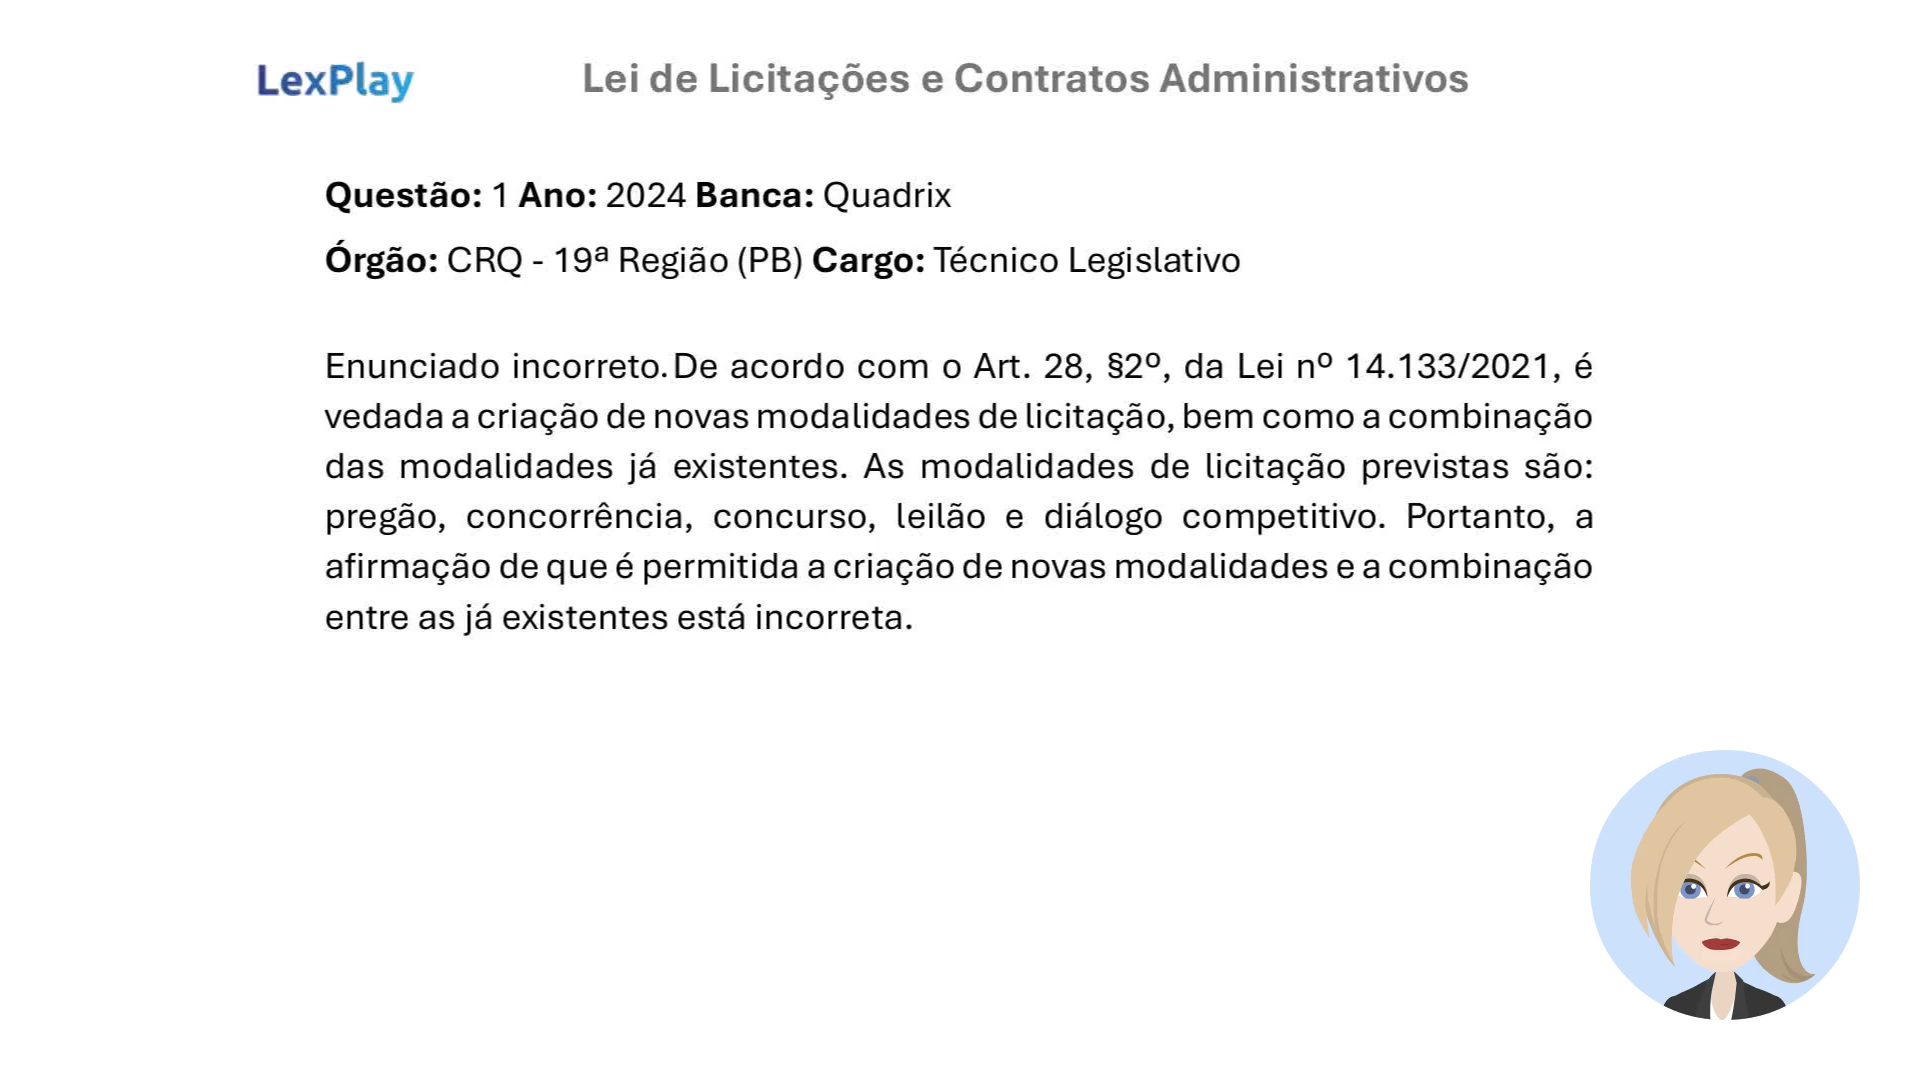 LexPlay
Lei de Licitações e Contratos Administrativos
Questão: 1 Ano: 2024 Banca: Quadrix
Órgão: CRQ - 19ª Região (PB) Cargo: Técnico Legislativo
Enunciado incorreto. De acordo com o Art. 28, §2º, da Lei nº 14.133/2021, é
vedada a criação de novas modalidades de licitação, bem como a combinação
das modalidades já existentes. As modalidades de licitação previstas são:
pregão, concorrência, concurso, leilão e diálogo competitivo. Portanto, a
afirmação de que é permitida a criação de novas modalidades e a combinação
entre as já existentes está incorreta.